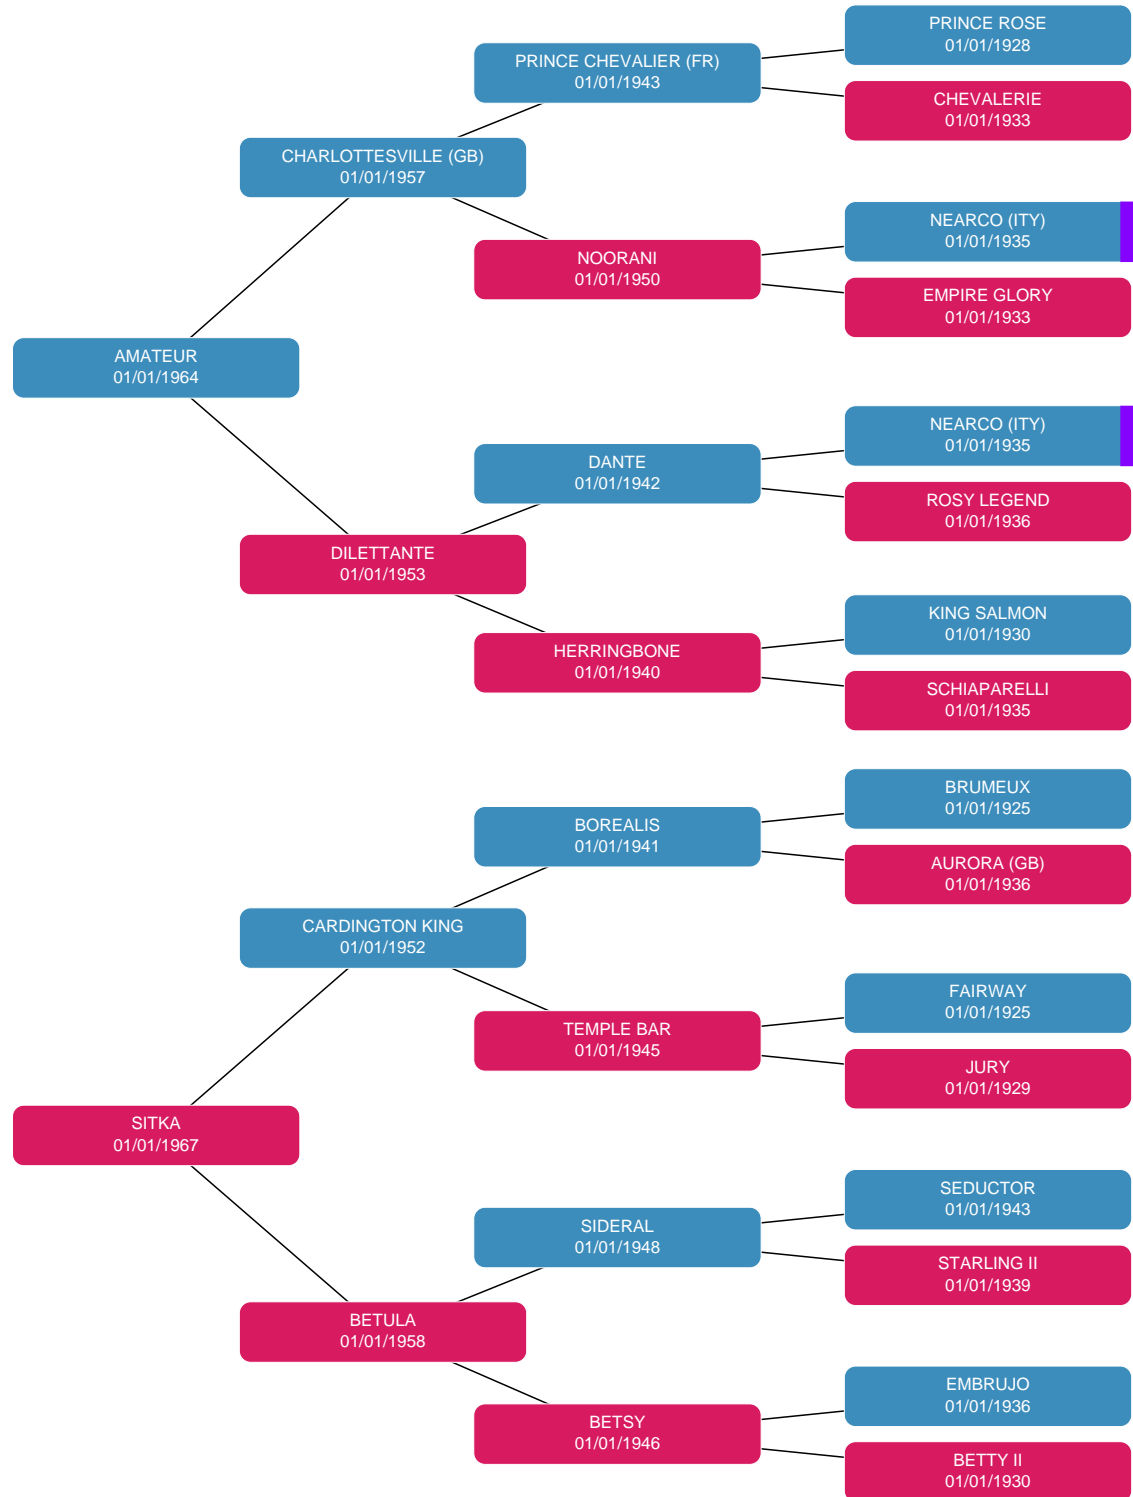 PRINCE ROSE
01/01/1928
PRINCE CHEVALIER (FR)
01/01/1943
CHEVALERIE
01/01/1933
CHARLOTTESVILLE (GB)
01/01/1957
NEARCO (ITY)
01/01/1935
NOORANI
01/01/1950
EMPIRE GLORY
01/01/1933
AMATEUR
01/01/1964
NEARCO (ITY)
01/01/1935
DANTE
01/01/1942
ROSY LEGEND
01/01/1936
DILETTANTE
01/01/1953
KING SALMON
01/01/1930
HERRINGBONE
01/01/1940
SCHIAPARELLI
01/01/1935
BRUMEUX
01/01/1925
BOREALIS
01/01/1941
AURORA (GB)
01/01/1936
CARDINGTON KING
01/01/1952
FAIRWAY
01/01/1925
TEMPLE BAR
01/01/1945
JURY
01/01/1929
SITKA
01/01/1967
SEDUCTOR
01/01/1943
SIDERAL
01/01/1948
STARLING II
01/01/1939
BETULA
01/01/1958
EMBRUJO
01/01/1936
BETSY
01/01/1946
BETTY II
01/01/1930